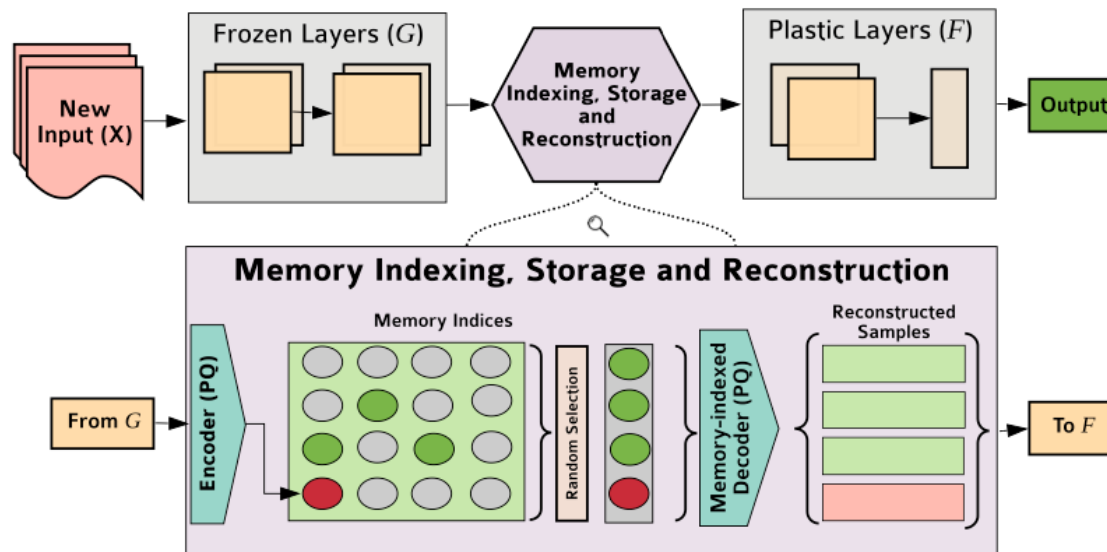 Frozen Layers (G)
Plastic Layers (F)
New
Input (X)
Memory
Indexing, Storage
and
Reconstruction
Output
Memory Indexing, Storage and Reconstruction
Memory Indices
Reconstructed
Samples
From G
Encoder (PQ)
Random Selection
Memory-indexed
Decoder (PQ)
To F